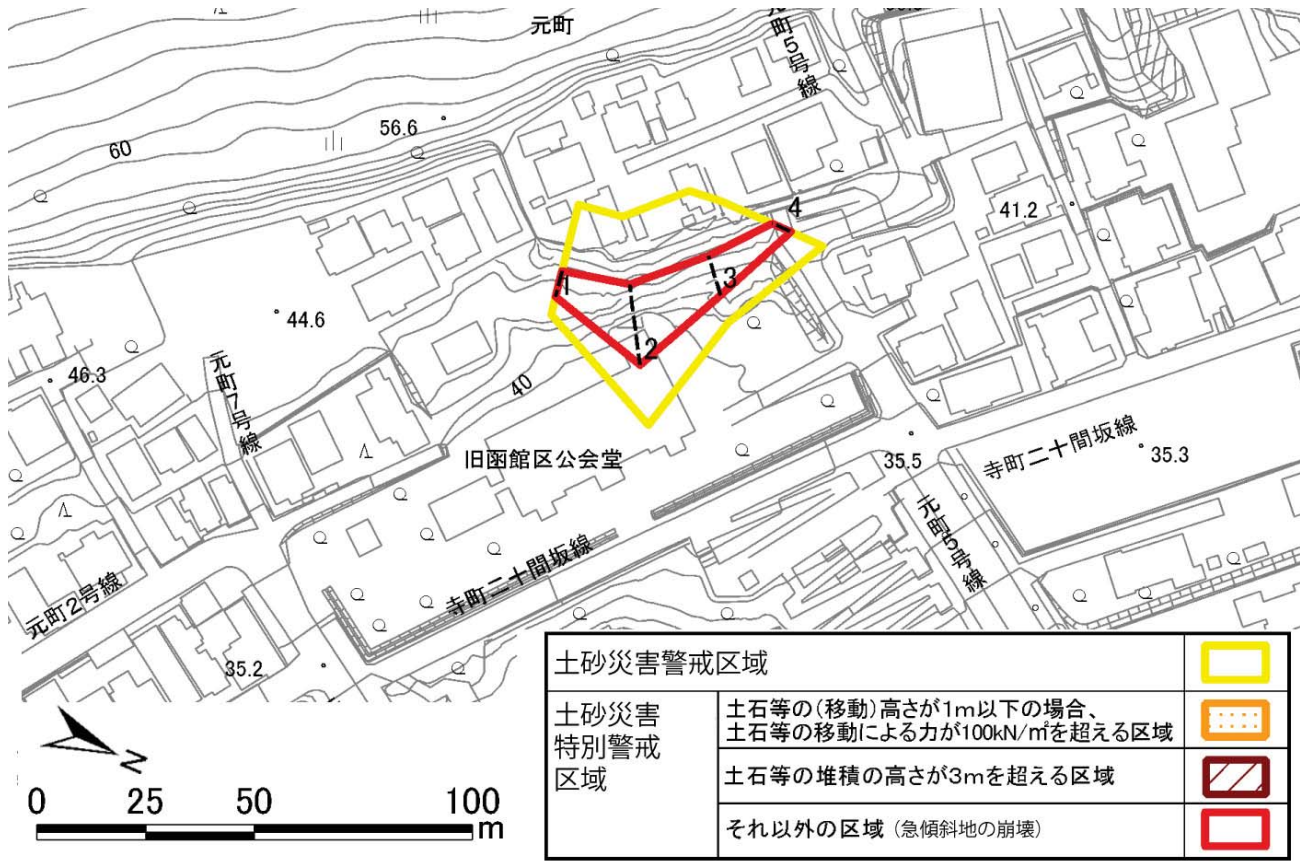 元町
元町5号線
56.6
60
4
41.2
1
3
44.6
2
46.3
元町7号線
40
旧函館区公会堂
35.5
寺町二十間坂線
35.3
元町5号線
寺町二十間坂線
元町2号線
35.2
土砂災害警戒区域
土砂災害
特別警戒
区域
土石等の(移動)高さが1m以下の場合、
土石等の移動による力が100kN/㎡を超える区域
土石等の堆積の高さが3mを超える区域
それ以外の区域 (急傾斜地の崩壊)
N
0 25 50 100
m